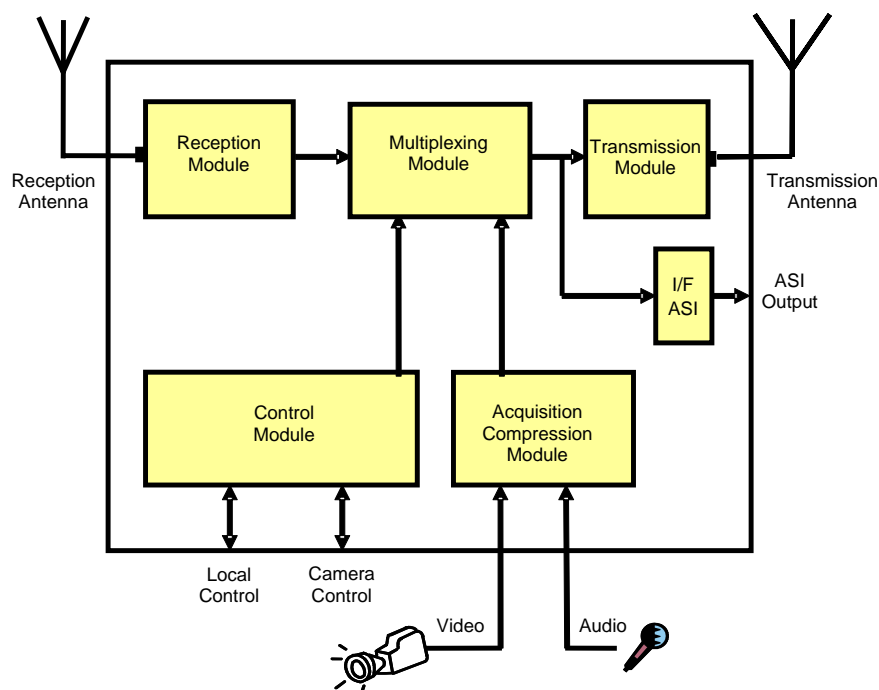 Reception
Module
Multiplexing
Module
Transmission
Module
Reception
Antenna
Transmission
Antenna
I/F
ASI
ASI
Output
Control
Module
Acquisition
Compression
Module
Local
Control
Camera
Control
Video
Audio